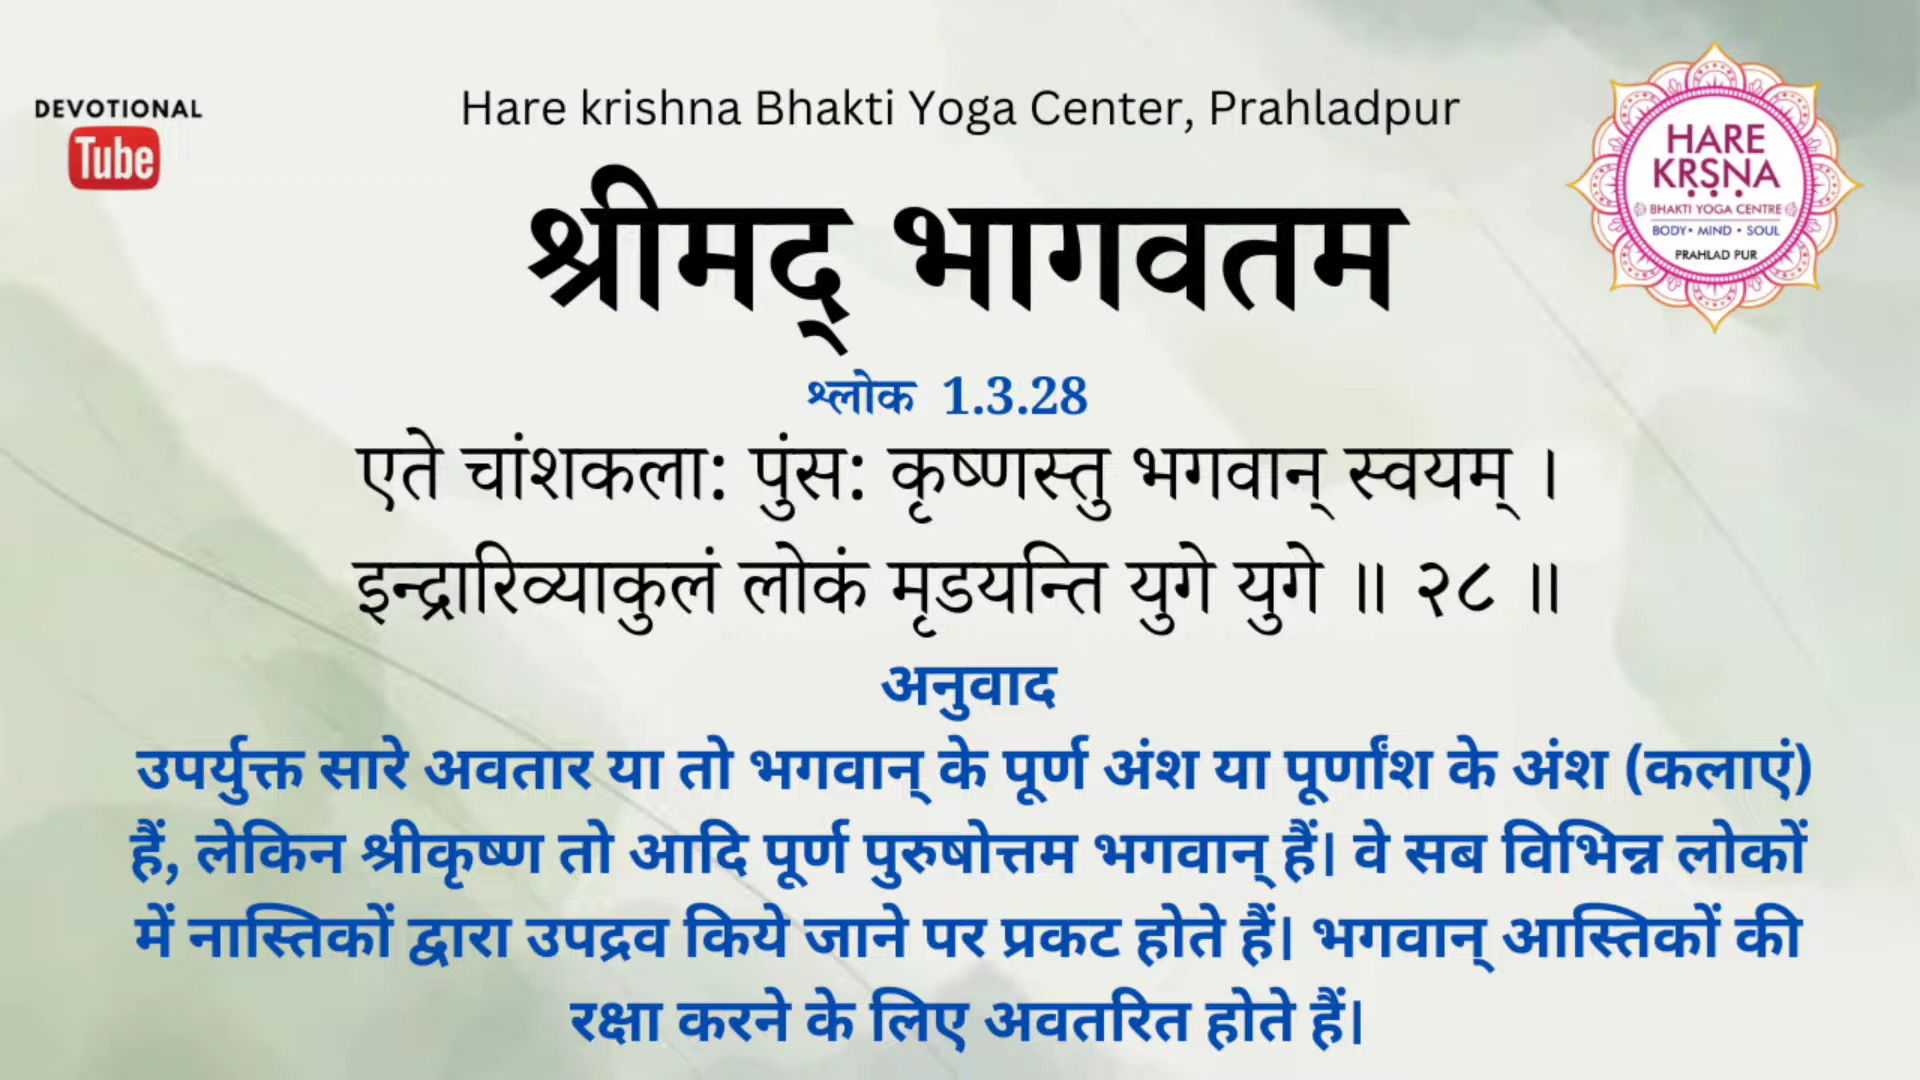 DEVOTIONAL
Tube
Hare krishna Bhakti Yoga Center, Prahladpur
HARE
KRṢṆA
BHAKTI YOGA CENTRE
BODY • MIND • SOUL
PRAHLAD PUR
श्रीमद् भागवतम
श्लोक 1.3.28
एते चांशकला: पुंस: कृष्णस्तु भगवान् स्वयम् ।
इन्द्रारिव्याकुलं लोकं मृडयन्ति युगे युगे ॥ २८ ॥
अनुवाद
उपर्युक्त सारे अवतार या तो भगवान् के पूर्ण अंश या पूर्णांश के अंश (कलाएं)
हैं, लेकिन श्रीकृष्ण तो आदि पूर्ण पुरुषोत्तम भगवान् हैं। वे सब विभिन्न लोकों
में नास्तिकों द्वारा उपद्रव किये जाने पर प्रकट होते हैं। भगवान् आस्तिकों की
रक्षा करने के लिए अवतरित होते हैं।